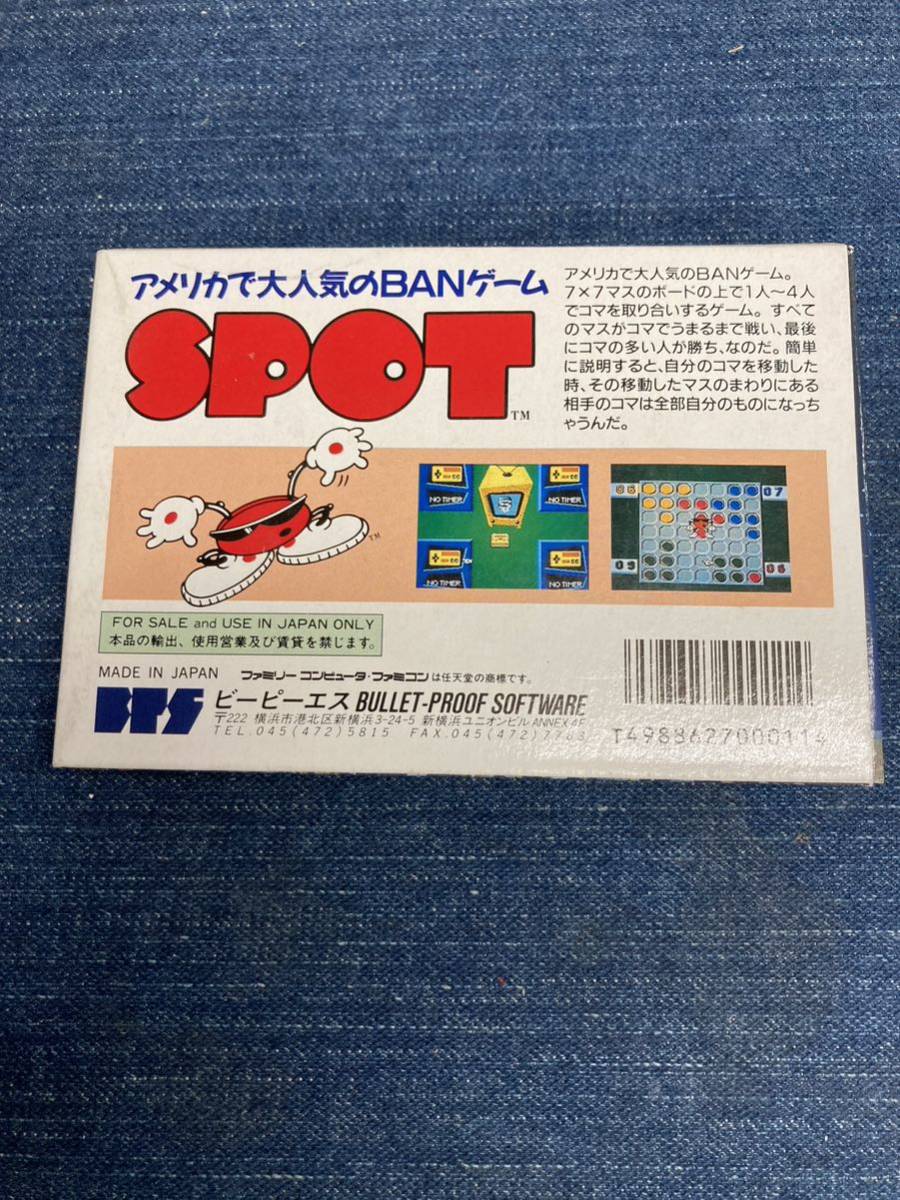 アメリカで大人気のBANゲーム
SPOT
TM
アメリカで大人気のBANゲーム。
7×7マスのボードの上で1人〜4人
でコマを取り合いするゲーム。すべて
のマスがコマでうまるまで戦い、最後
にコマの多い人が勝ち、なのだ。簡単
に説明すると、自分のコマを移動した
時、その移動したマスのまわりにある
相手のコマは全部自分のものになっち
ゃうんだ。
TM
NO TIMER
NO TIMER
NO TIMER
NO TIMER
07
09
06
FOR SALE and USE IN JAPAN ONLY
本品の輸出、使用営業及び賃貸を禁じます。
MADE IN JAPAN
ファミリーコンピュータ・ファミコンは任天堂の商標です。
BPS
ビーピーエス BULLET-PROOF SOFTWARE
〒222 横浜市港北区新横浜3-24-5 新横浜ユニオンビル ANNEX 4F
TEL.045(472)5815 FAX.045(472)7763
T4988627000114